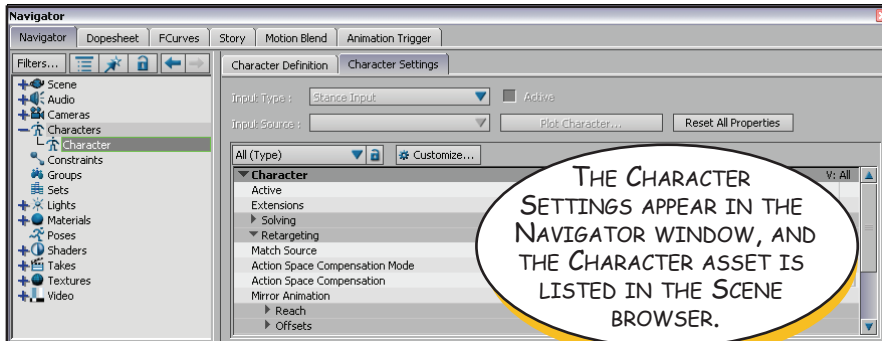 Navigator
Navigator Dopesheet FCurves Story Motion Blend Animation Trigger
Filters...
Character Definition Character Settings
Scene
Audio
Cameras
Characters
Character
Constraints
Groups
Sets
Lights
Materials
Poses
Shaders
Takes
Textures
Video
Input Type : Stance Input Active
Input Source : Plot Character... Reset All Properties
All (Type) Customize...
Character V: All
Active
Extensions
Solving
Retargeting
Match Source
Action Space Compensation Mode
Action Space Compensation
Mirror Animation
Reach
Offsets
THE CHARACTER
SETTINGS APPEAR IN THE
NAVIGATOR WINDOW, AND
THE CHARACTER ASSET IS
LISTED IN THE SCENE
BROWSER.